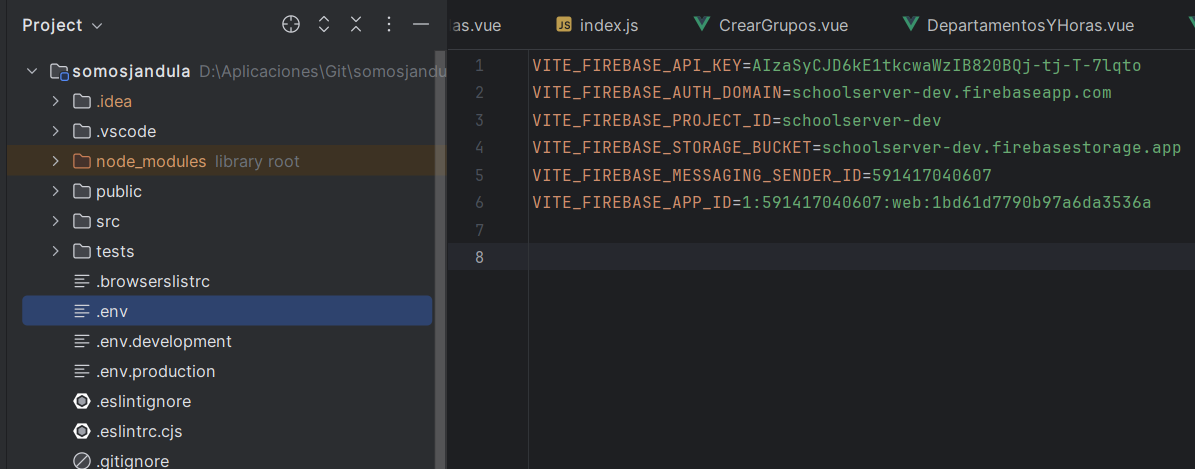 Project
somosjandula D:\Aplicaciones\Git\somosjandu
.idea
.vscode
node_modules library root
public
src
tests
.browserslistrc
.env
.env.development
.env.production
.eslintignore
.eslintrc.cjs
.gitignore
as.vue
JS index.js
CrearGrupos.vue
DepartamentosYHoras.vue
1 VITE_FIREBASE_API_KEY=AIzaSyCJD6kE1tkcwaWzIB820BQj-tj-T-7lqto
2 VITE_FIREBASE_AUTH_DOMAIN=schoolserver-dev.firebaseapp.com
3 VITE_FIREBASE_PROJECT_ID=schoolserver-dev
4 VITE_FIREBASE_STORAGE_BUCKET=schoolserver-dev.firebasestorage.app
5 VITE_FIREBASE_MESSAGING_SENDER_ID=591417040607
6 VITE_FIREBASE_APP_ID=1:591417040607:web:1bd61d7790b97a6da3536a
7
8